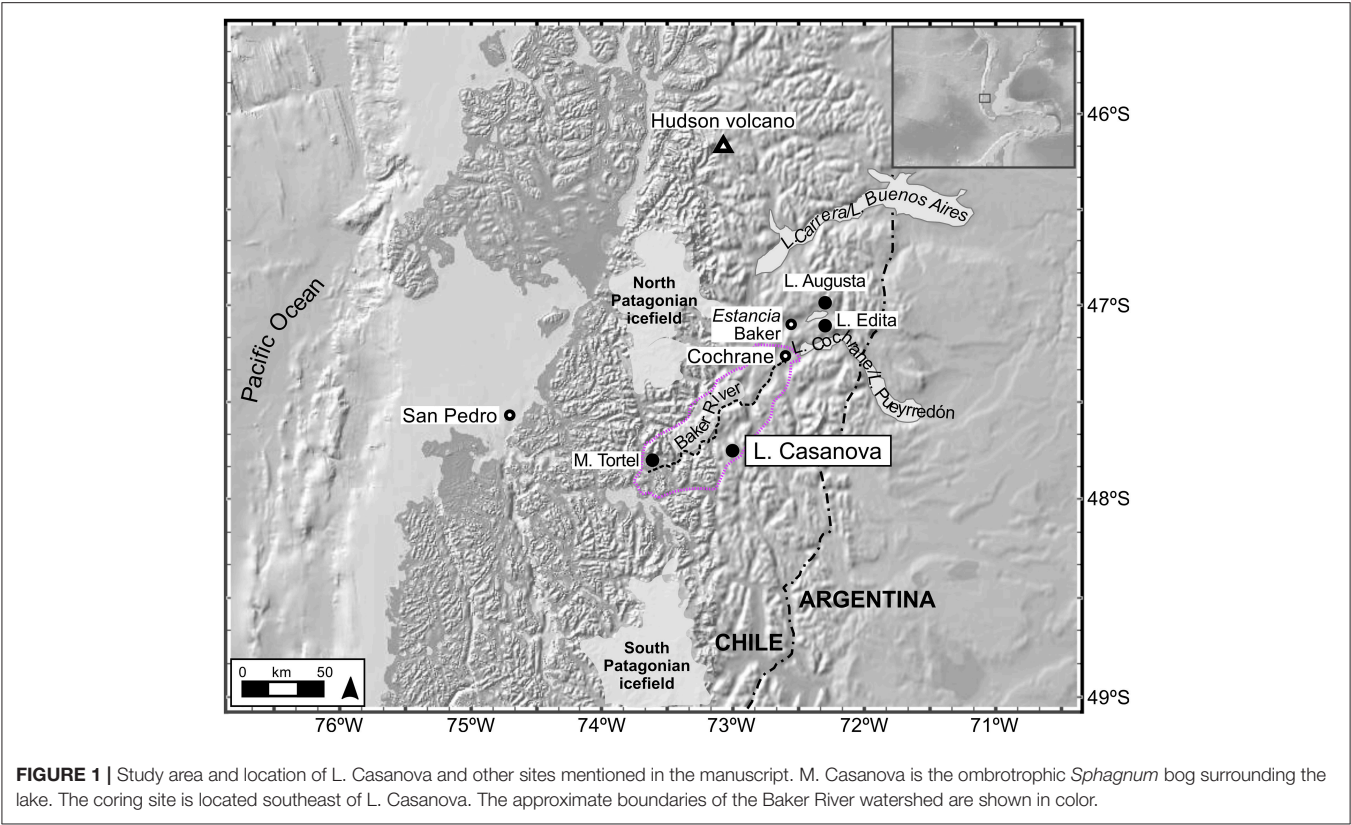 Hudson volcano
46°S
L.Carrera/L. Buenos Aires
Pacific Ocean
North
Patagonian
icefield
L. Augusta
47°S
Estancia
Baker
L. Edita
Cochrane
L. Cochrane/L. Pueyrredón
San Pedro
Baker River
M. Tortel
L. Casanova
48°S
ARGENTINA
CHILE
South
Patagonian
icefield
0 km 50
49°S
76°W 75°W 74°W 73°W 72°W 71°W
FIGURE 1 | Study area and location of L. Casanova and other sites mentioned in the manuscript. M. Casanova is the ombrotrophic Sphagnum bog surrounding the
lake. The coring site is located southeast of L. Casanova. The approximate boundaries of the Baker River watershed are shown in color.